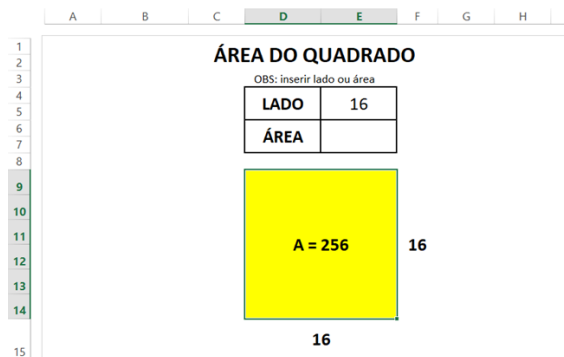 A B C D E F G H
1
ÁREA DO QUADRADO
2
3 OBS: inserir lado ou área
4
LADO 16
5
6
ÁREA
7
8
9
10
11
A = 256 16
12
13
14
16
15